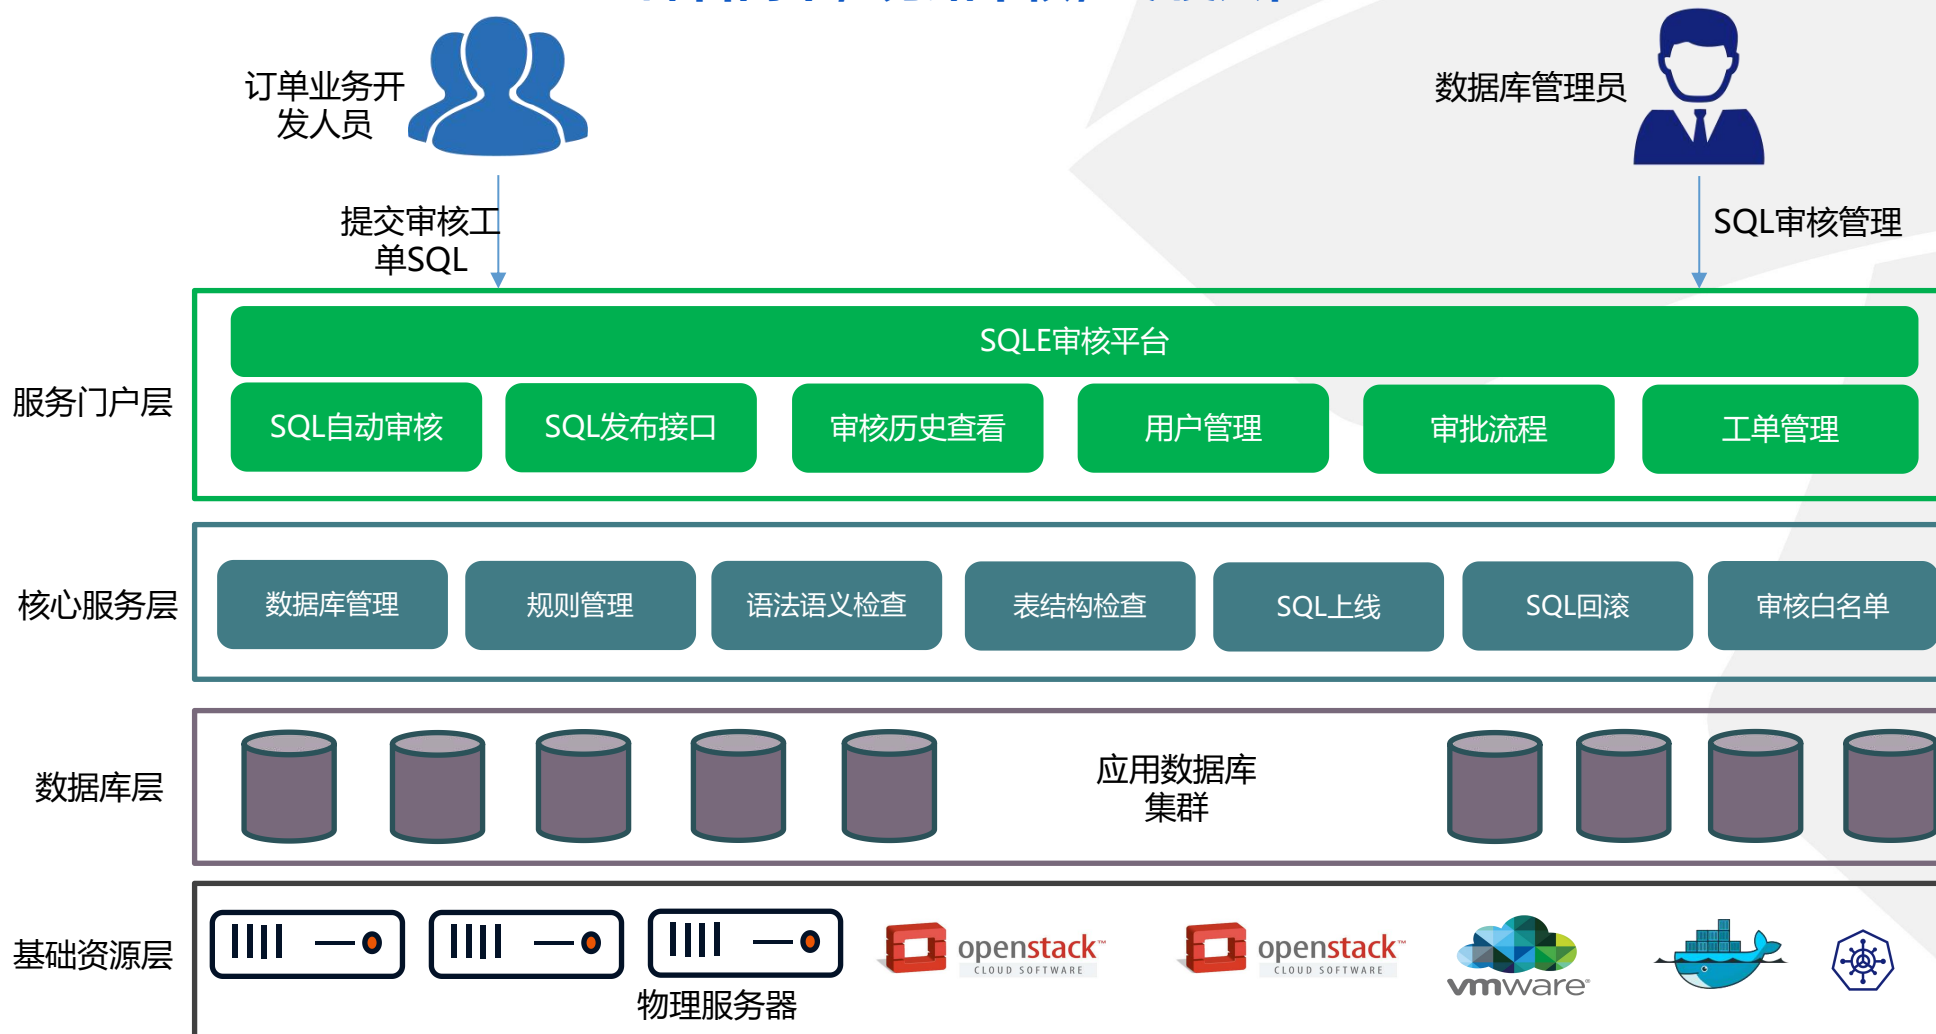 订单业务开
发人员
数据库管理员
提交审核工
单SQL
SQL审核管理
SQLE审核平台
服务门户层
SQL自动审核
SQL发布接口
审核历史查看
用户管理
审批流程
工单管理
核心服务层
数据库管理
规则管理
语法语义检查
表结构检查
SQL上线
SQL回滚
审核白名单
数据库层
应用数据库
集群
基础资源层
物理服务器
openstack™
CLOUD SOFTWARE
openstack™
CLOUD SOFTWARE
vmware®